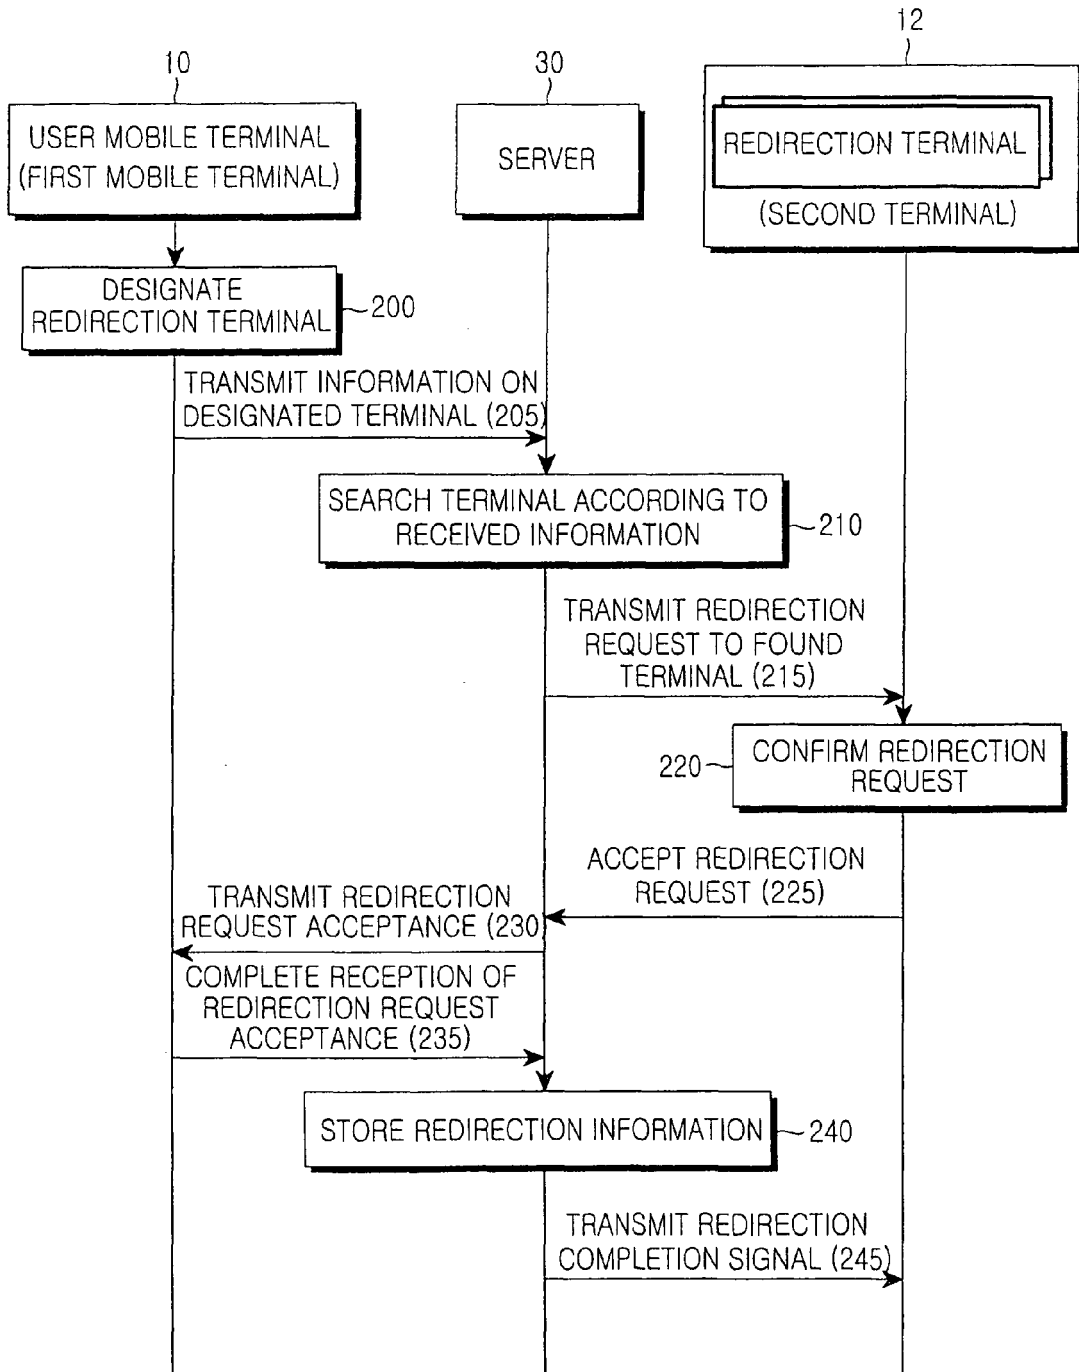 10
30
12
USER MOBILE TERMINAL
(FIRST MOBILE TERMINAL)
SERVER
REDIRECTION TERMINAL
(SECOND TERMINAL)
DESIGNATE
REDIRECTION TERMINAL
200
TRANSMIT INFORMATION ON
DESIGNATED TERMINAL (205)
SEARCH TERMINAL ACCORDING TO
RECEIVED INFORMATION
210
TRANSMIT REDIRECTION
REQUEST TO FOUND
TERMINAL (215)
220
CONFIRM REDIRECTION
REQUEST
ACCEPT REDIRECTION
REQUEST (225)
TRANSMIT REDIRECTION
REQUEST ACCEPTANCE (230)
COMPLETE RECEPTION OF
REDIRECTION REQUEST
ACCEPTANCE (235)
STORE REDIRECTION INFORMATION
240
TRANSMIT REDIRECTION
COMPLETION SIGNAL (245)